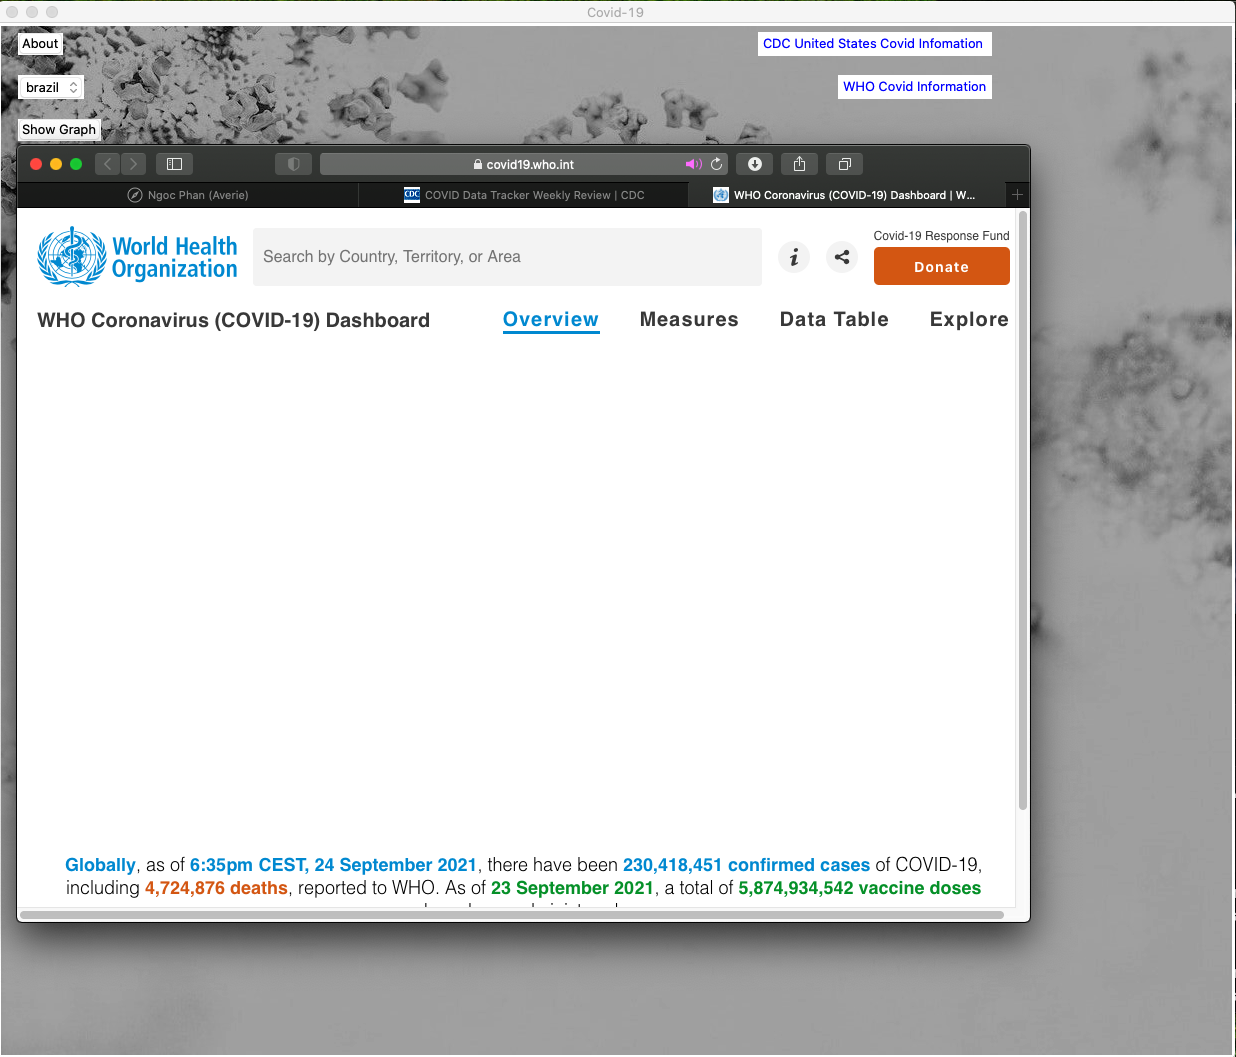 Covid-19
About
CDC United States Covid Infomation
brazil
WHO Covid Information
Show Graph
covid19.who.int
Ngoc Phan (Averie)
CDC COVID Data Tracker Weekly Review | CDC
WHO Coronavirus (COVID-19) Dashboard | W...
World Health
Organization
Search by Country, Territory, or Area
i
Covid-19 Response Fund
Donate
WHO Coronavirus (COVID-19) Dashboard
Overview
Measures
Data Table
Explore
Globally, as of 6:35pm CEST, 24 September 2021, there have been 230,418,451 confirmed cases of COVID-19,
including 4,724,876 deaths, reported to WHO. As of 23 September 2021, a total of 5,874,934,542 vaccine doses